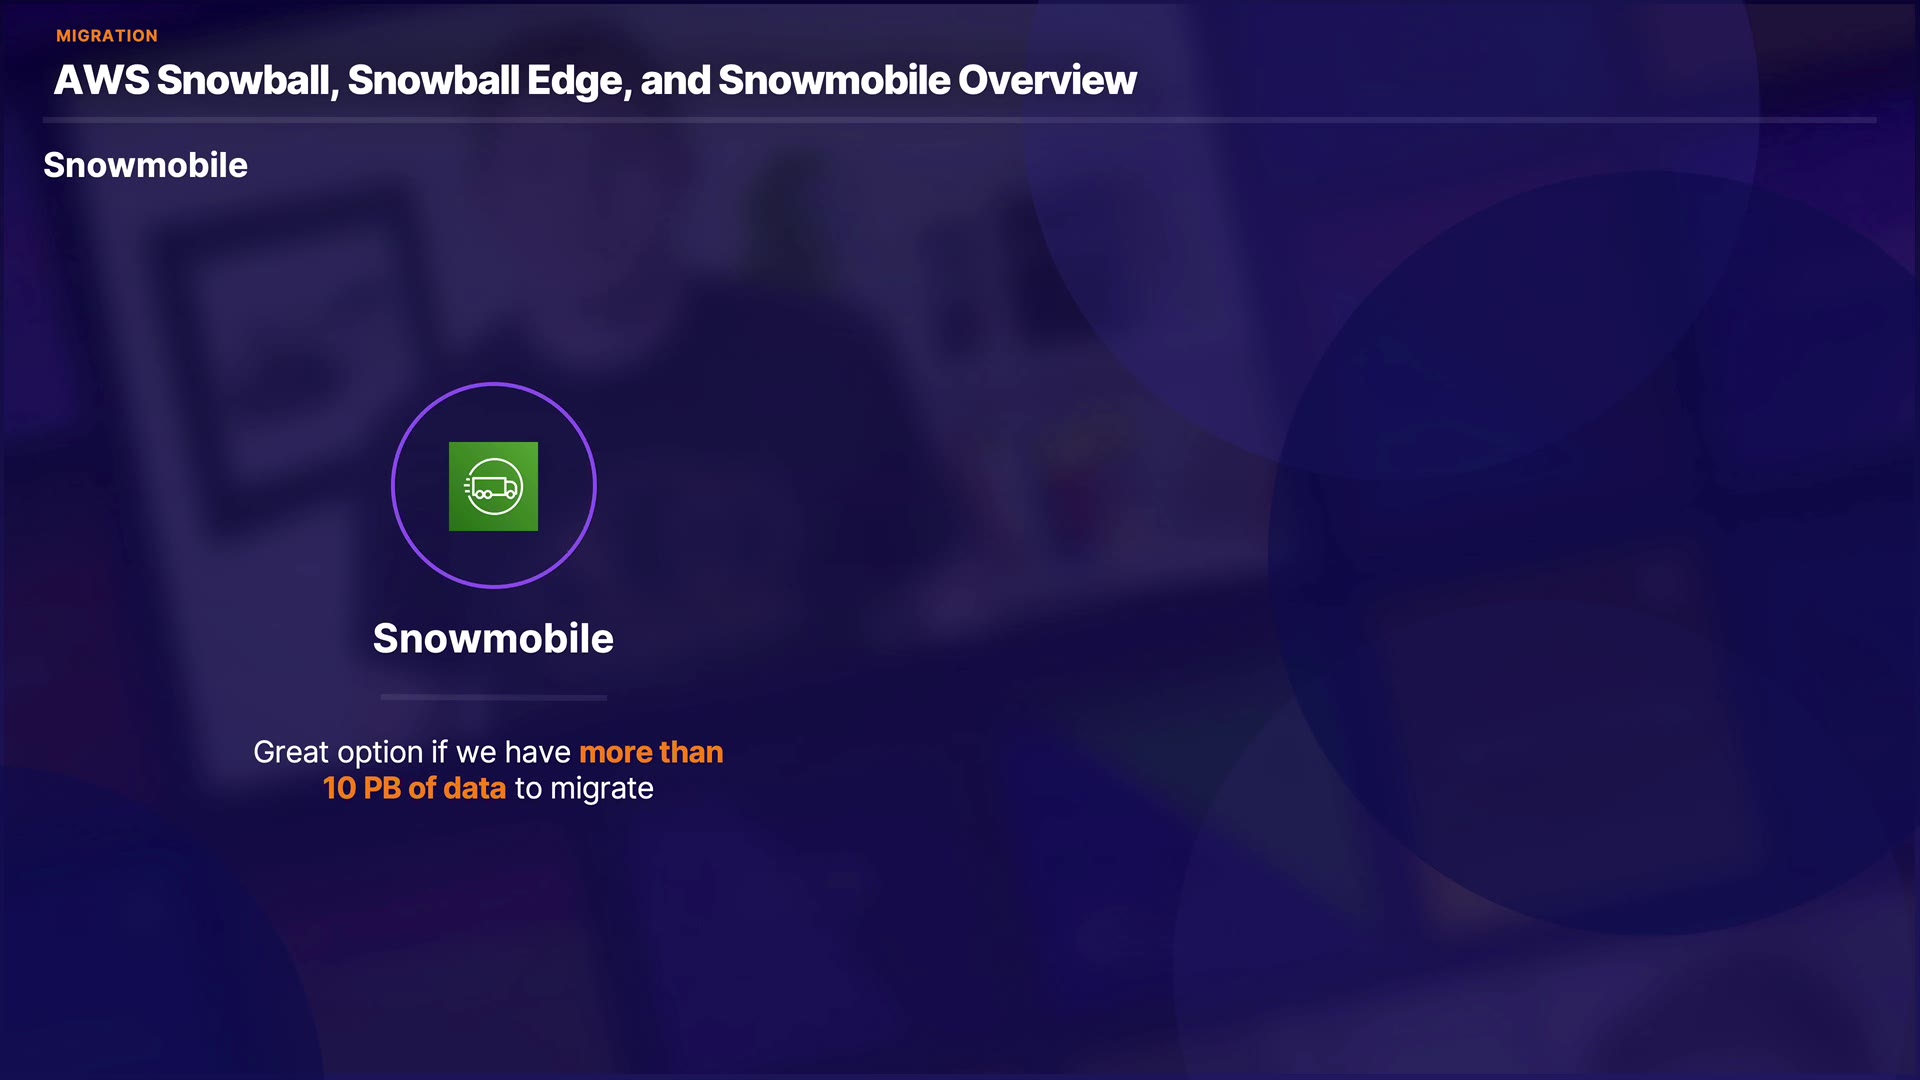 MIGRATION
AWS Snowball, Snowball Edge, and Snowmobile Overview
Snowmobile
Snowmobile
Great option if we have more than
10 PB of data to migrate